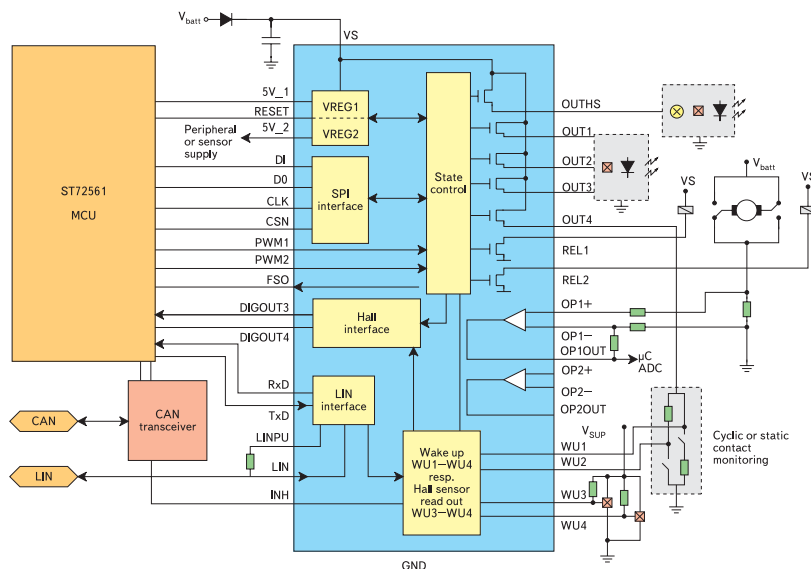 V_batt
VS
5V_1
RESET
5V_2
Peripheral
or sensor
supply
VREG1
VREG2
DI
D0
CLK
CSN
SPI
interface
State
control
ST72561
MCU
PWM1
PWM2
FSO
DIGOUT3
DIGOUT4
Hall
interface
RxD
TxD
LIN
interface
LINPU
LIN
INH
CAN
CAN
transceiver
LIN
Wake up
WU1–WU4
resp.
Hall sensor
read out
WU3–WU4
GND
OUTHS
OUT1
OUT2
OUT3
OUT4
REL1
REL2
OP1+
OP1–
OP1OUT
OP2+
OP2–
OP2OUT
µC
ADC
VS
V_batt
VS
V_SUP
WU1
WU2
WU3
WU4
Cyclic or static
contact
monitoring